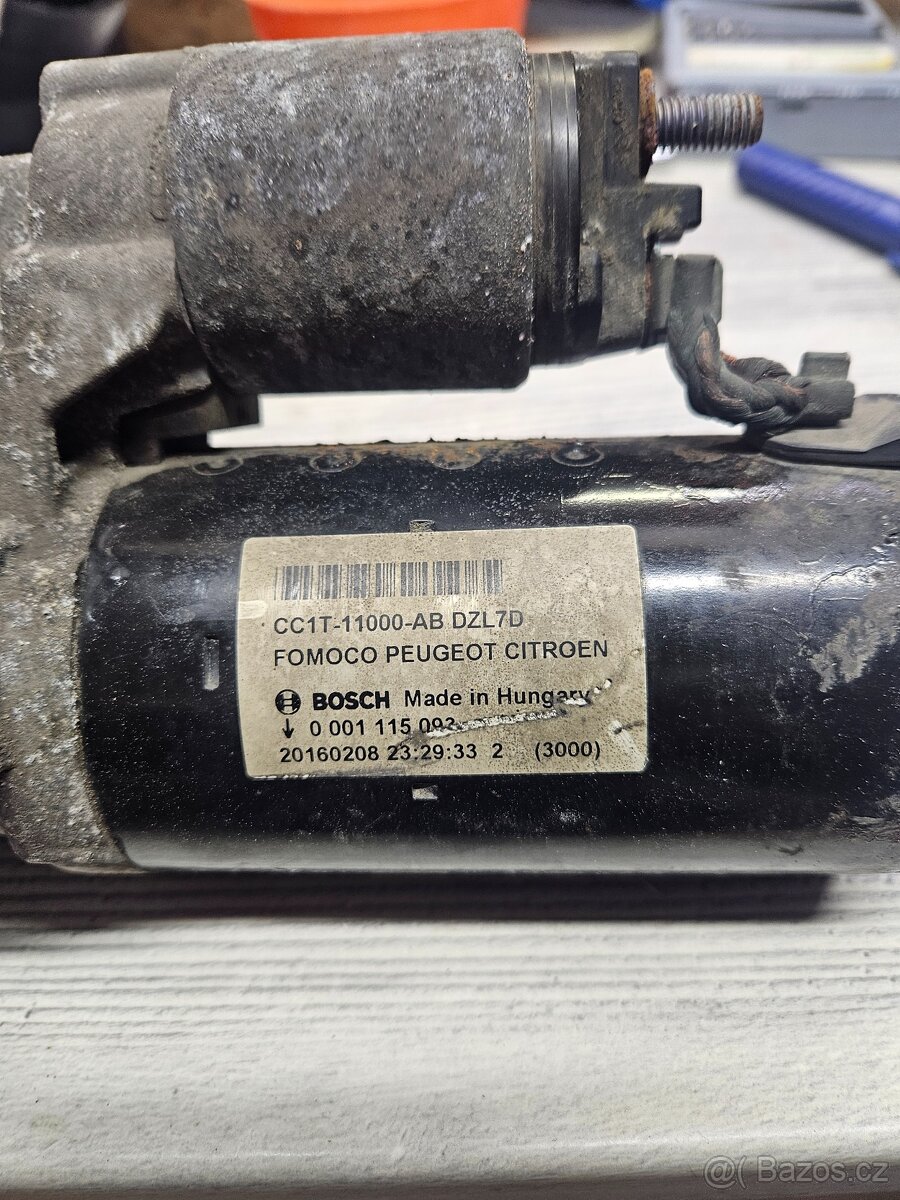 CC1T-11000-AB DZL7D
FOMOCO PEUGEOT CITROEN
BOSCH Made in Hungary
↓ 0 001 115 093
20160208 23:29:33 2 (3000)
@( Bazos.cz